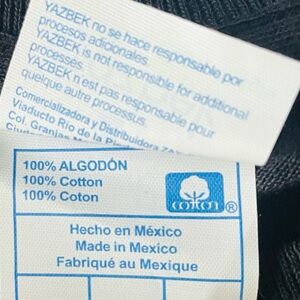 YAZBEK no se hace responsable por
procesos adicionales.
YAZBEK is not responsible for additional
processes.
YAZBEK n'est pas responsable pour
quelque autre processus.
Comercializadora y Distribuidora
Viaducto Río de la
Col. Granjas
100% ALGODÓN
100% Cotton
100% Coton
cotton ®
Hecho en México
Made in Mexico
Fabriqué au Mexique